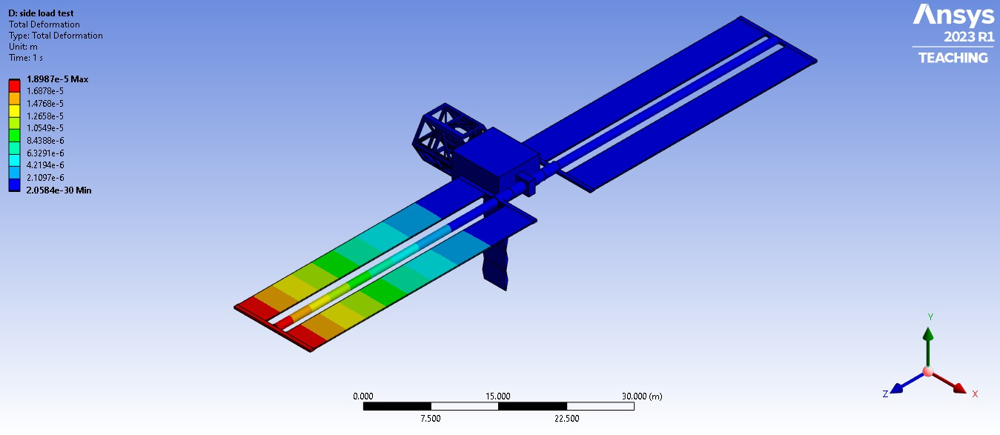 D: side load test
Total Deformation
Type: Total Deformation
Unit: m
Time: 1 s
1.8987e-5 Max
1.6878e-5
1.4768e-5
1.2658e-5
1.0549e-5
8.4388e-6
6.3291e-6
4.2194e-6
2.1097e-6
2.0584e-30 Min
Ansys
2023 R1
TEACHING
Y
Z
X
0.000 15.000 30.000 (m)
7.500 22.500